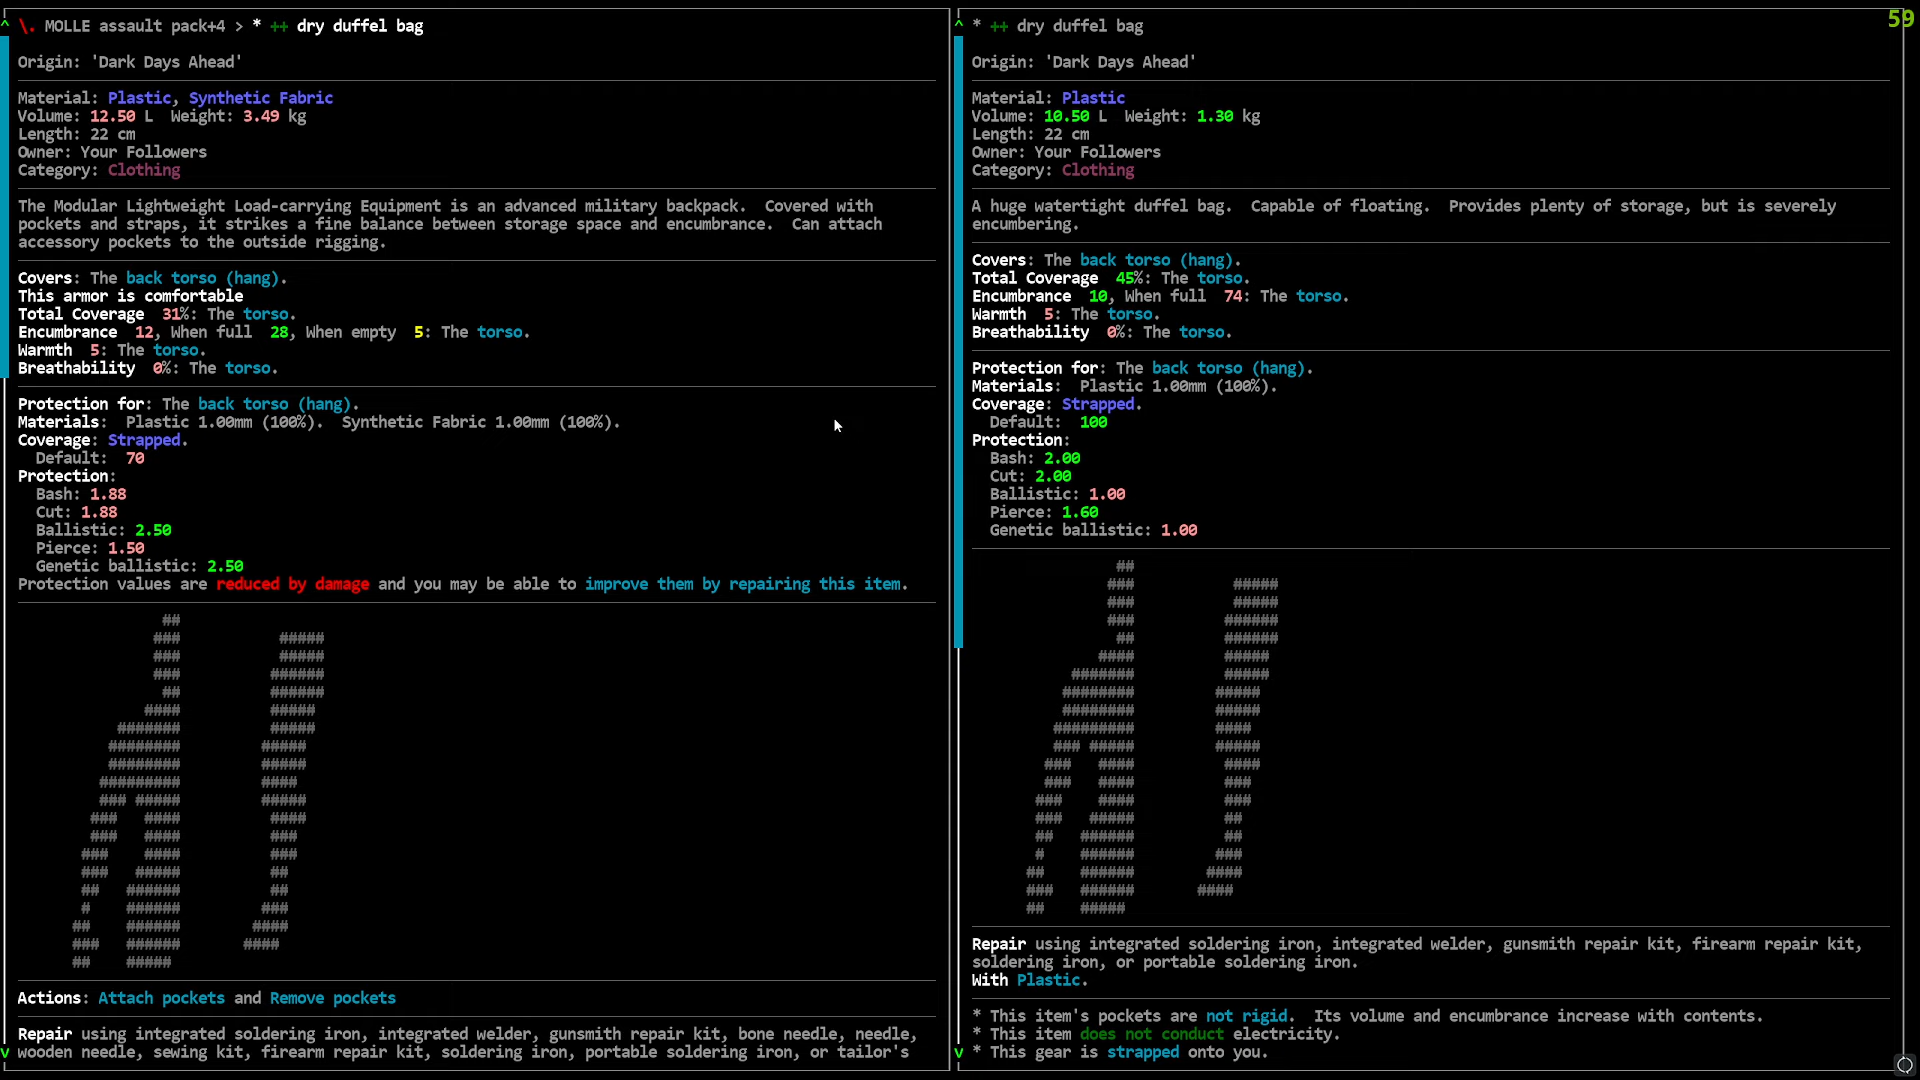 \. MOLLE assault pack+4 > * ++ dry duffel bag
Origin: 'Dark Days Ahead'
Material: Plastic, Synthetic Fabric
Volume: 12.50 L  Weight: 3.49 kg
Length: 22 cm
Owner: Your Followers
Category: Clothing
The Modular Lightweight Load-carrying Equipment is an advanced military backpack.  Covered with
pockets and straps, it strikes a fine balance between storage space and encumbrance.  Can attach
accessory pockets to the outside rigging.
Covers: The back torso (hang).
This armor is comfortable
Total Coverage  31%: The torso.
Encumbrance  12, When full  28, When empty  5: The torso.
Warmth  5: The torso.
Breathability  0%: The torso.
Protection for: The back torso (hang).
Materials:  Plastic 1.00mm (100%).  Synthetic Fabric 1.00mm (100%).
Coverage: Strapped.
Default:  70
Protection:
Bash: 1.88
Cut: 1.88
Ballistic: 2.50
Pierce: 1.50
Genetic ballistic: 2.50
Protection values are reduced by damage and you may be able to improve them by repairing this item.
Actions: Attach pockets and Remove pockets
Repair using integrated soldering iron, integrated welder, gunsmith repair kit, bone needle, needle,
wooden needle, sewing kit, firearm repair kit, soldering iron, portable soldering iron, or tailor's
* ++ dry duffel bag
59
Origin: 'Dark Days Ahead'
Material: Plastic
Volume: 10.50 L  Weight: 1.30 kg
Length: 22 cm
Owner: Your Followers
Category: Clothing
A huge watertight duffel bag.  Capable of floating.  Provides plenty of storage, but is severely
encumbering.
Covers: The back torso (hang).
Total Coverage  45%: The torso.
Encumbrance  10, When full  74: The torso.
Warmth  5: The torso.
Breathability  0%: The torso.
Protection for: The back torso (hang).
Materials:  Plastic 1.00mm (100%).
Coverage: Strapped.
Default:  100
Protection:
Bash: 2.00
Cut: 2.00
Ballistic: 1.00
Pierce: 1.60
Genetic ballistic: 1.00
Repair using integrated soldering iron, integrated welder, gunsmith repair kit, firearm repair kit,
soldering iron, or portable soldering iron.
With Plastic.
* This item's pockets are not rigid.  Its volume and encumbrance increase with contents.
* This item does not conduct electricity.
* This gear is strapped onto you.